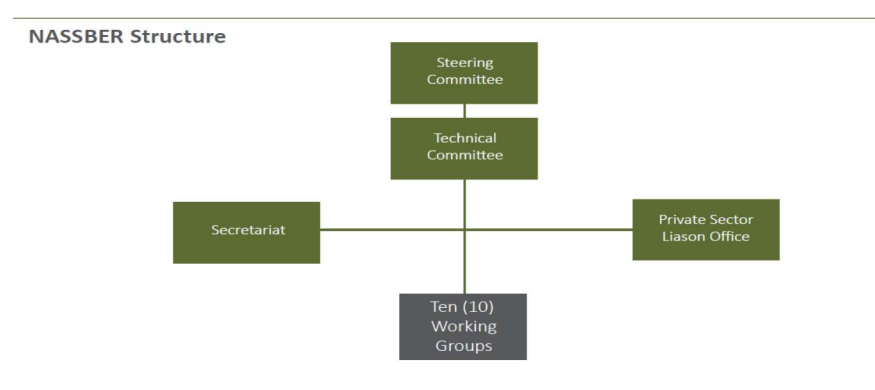 NASSBER Structure
Steering
Committee
Technical
Committee
Secretariat
Private Sector
Liason Office
Ten (10)
Working
Groups